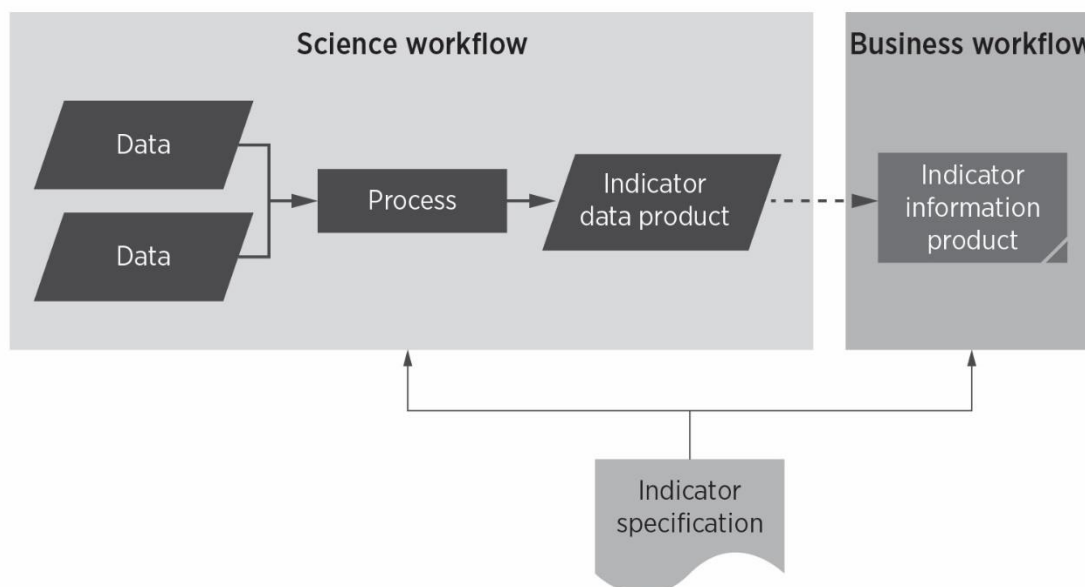 Science workflow
Business workflow
Data
Data
Process
Indicator
data product
Indicator
information
product
Indicator
specification